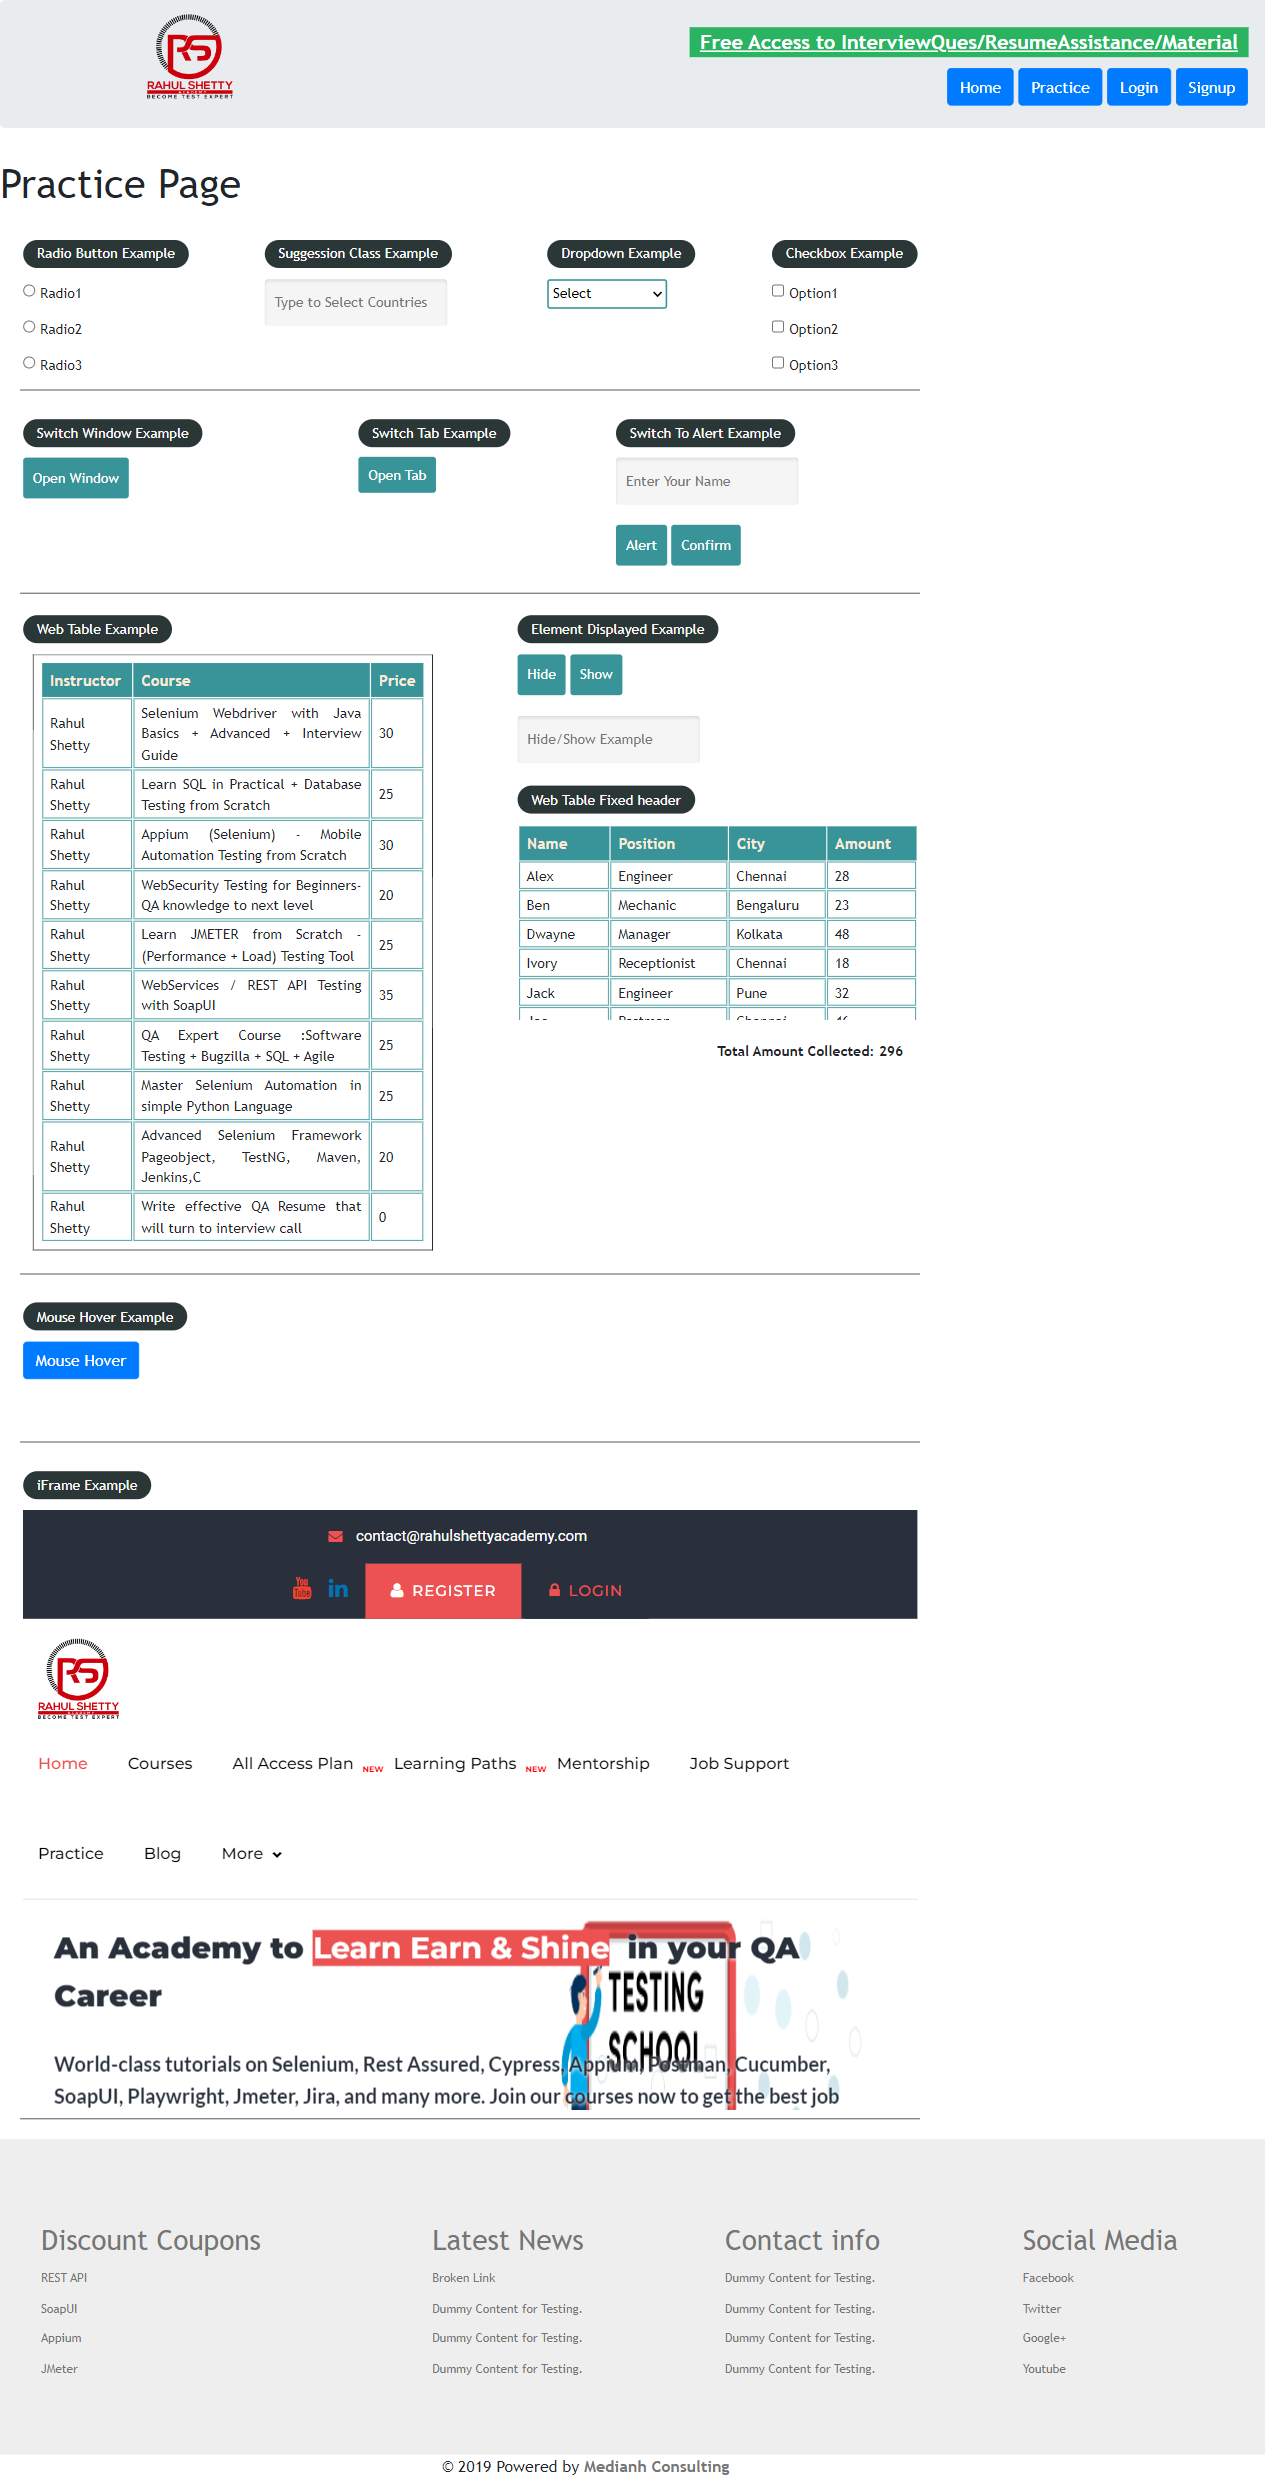 RAHUL SHETTY
ACADEMY
BECOME TEST EXPERT
Free Access to InterviewQues/ResumeAssistance/Material
Home Practice Login Signup
Practice Page
Radio Button Example
Radio1
Radio2
Radio3
Suggession Class Example
Type to Select Countries
Dropdown Example
Select
Checkbox Example
Option1
Option2
Option3
Switch Window Example
Open Window
Switch Tab Example
Open Tab
Switch To Alert Example
Enter Your Name
Alert Confirm
Web Table Example
Instructor Course Price
Rahul Shetty Selenium Webdriver with Java Basics + Advanced + Interview Guide 30
Rahul Shetty Learn SQL in Practical + Database Testing from Scratch 25
Rahul Shetty Appium (Selenium) - Mobile Automation Testing from Scratch 30
Rahul Shetty WebSecurity Testing for Beginners-QA knowledge to next level 20
Rahul Shetty Learn JMETER from Scratch - (Performance + Load) Testing Tool 25
Rahul Shetty WebServices / REST API Testing with SoapUI 35
Rahul Shetty QA Expert Course :Software Testing + Bugzilla + SQL + Agile 25
Rahul Shetty Master Selenium Automation in simple Python Language 25
Rahul Shetty Advanced Selenium Framework Pageobject, TestNG, Maven, Jenkins,C 20
Rahul Shetty Write effective QA Resume that will turn to interview call 0
Element Displayed Example
Hide Show
Hide/Show Example
Web Table Fixed header
Name Position City Amount
Alex Engineer Chennai 28
Ben Mechanic Bengaluru 23
Dwayne Manager Kolkata 48
Ivory Receptionist Chennai 18
Jack Engineer Pune 32
Total Amount Collected: 296
Mouse Hover Example
Mouse Hover
iFrame Example
contact@rahulshettyacademy.com
You Tube in REGISTER LOGIN
RAHUL SHETTY
ACADEMY
BECOME TEST EXPERT
Home Courses All Access Plan NEW Learning Paths NEW Mentorship Job Support
Practice Blog More
An Academy to Learn Earn & Shine in your QA
Career
TESTING
SCHOOL
World-class tutorials on Selenium, Rest Assured, Cypress, Appium, Postman, Cucumber,
SoapUI, Playwright, Jmeter, Jira, and many more. Join our courses now to get the best job
Discount Coupons
REST API
SoapUI
Appium
JMeter
Latest News
Broken Link
Dummy Content for Testing.
Dummy Content for Testing.
Dummy Content for Testing.
Contact info
Dummy Content for Testing.
Dummy Content for Testing.
Dummy Content for Testing.
Dummy Content for Testing.
Social Media
Facebook
Twitter
Google+
Youtube
© 2019 Powered by Medianh Consulting